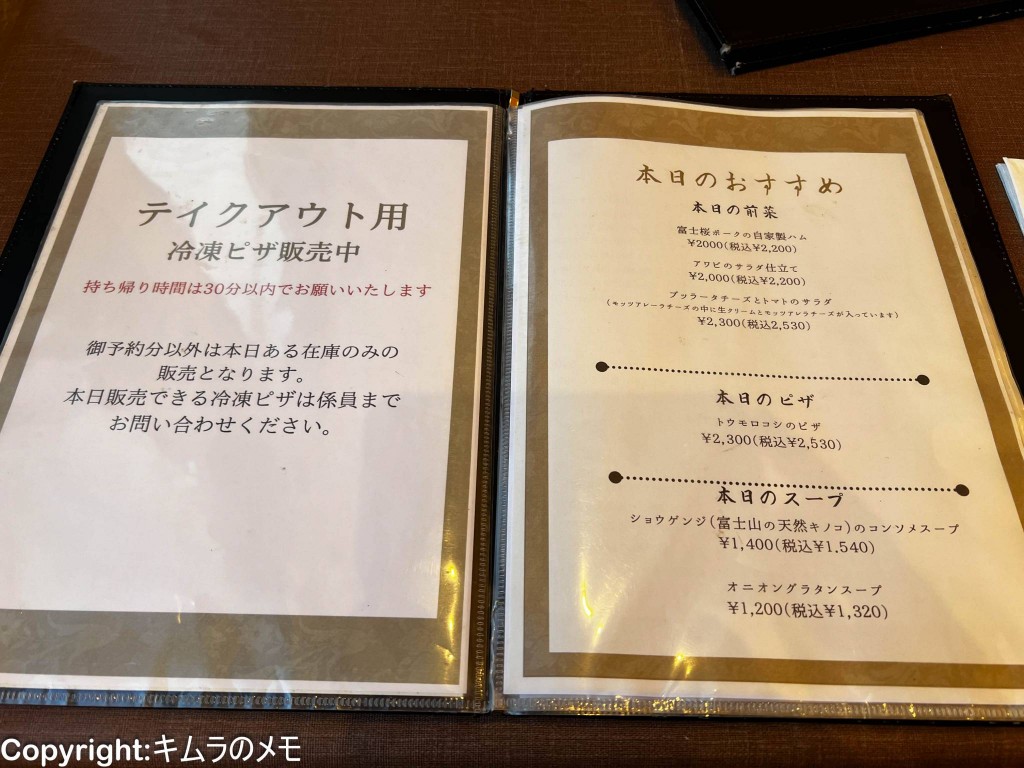 テイクアウト用
冷凍ピザ販売中
持ち帰り時間は30分以内でお願いいたします
御予約分以外は本日ある在庫のみの
販売となります。
本日販売できる冷凍ピザは係員まで
お問い合わせください。
本日のおすすめ
本日の前菜
富士桜ポークの自家製ハム
¥2000(税込¥2,200)
アワビのサラダ仕立て
¥2,000(税込¥2,200)
ブッラータチーズとトマトのサラダ
(モッツアレーラチーズの中に生クリームとモッツアレラチーズが入っています)
¥2,300(税込2,530)
本日のピザ
トウモロコシのピザ
¥2,300(税込¥2,530)
本日のスープ
ショウゲンジ(富士山の天然キノコ)のコンソメスープ
¥1,400(税込¥1.540)
オニオングラタンスープ
¥1,200(税込¥1,320)
Copyright:キムラのメモ